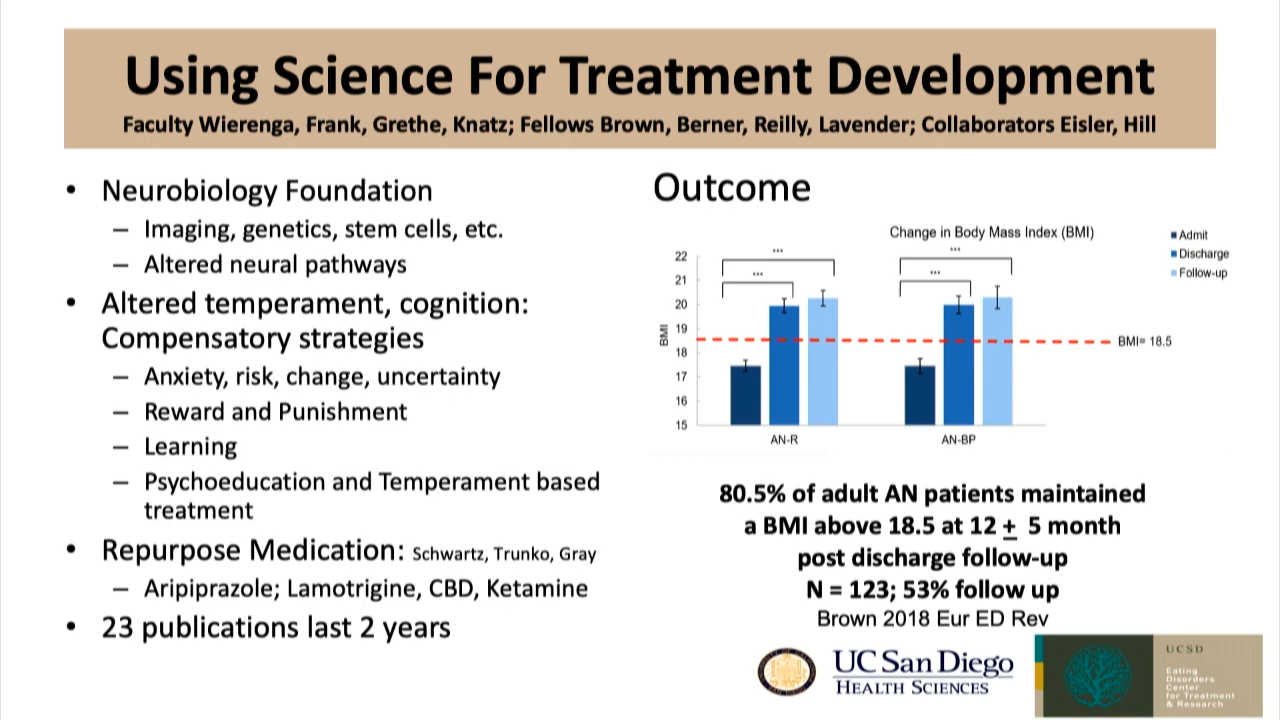 Using Science For Treatment Development
Faculty Wierenga, Frank, Grethe, Knatz; Fellows Brown, Berner, Reilly, Lavender; Collaborators Eisler, Hill
• Neurobiology Foundation
– Imaging, genetics, stem cells, etc.
– Altered neural pathways
• Altered temperament, cognition:
Compensatory strategies
– Anxiety, risk, change, uncertainty
– Reward and Punishment
– Learning
– Psychoeducation and Temperament based
treatment
• Repurpose Medication: Schwartz, Trunko, Gray
– Aripiprazole; Lamotrigine, CBD, Ketamine
• 23 publications last 2 years
Outcome
Change in Body Mass Index (BMI)
Admit
Discharge
Follow-up
BMI
22
21
20
19
18
17
16
15
***
***
***
***
BMI= 18.5
AN-R
AN-BP
80.5% of adult AN patients maintained
a BMI above 18.5 at 12 ± 5 month
post discharge follow-up
N = 123; 53% follow up
Brown 2018 Eur ED Rev
UC San Diego
HEALTH SCIENCES
UCSD
Eating
Disorders
Center
for Treatment
& Research